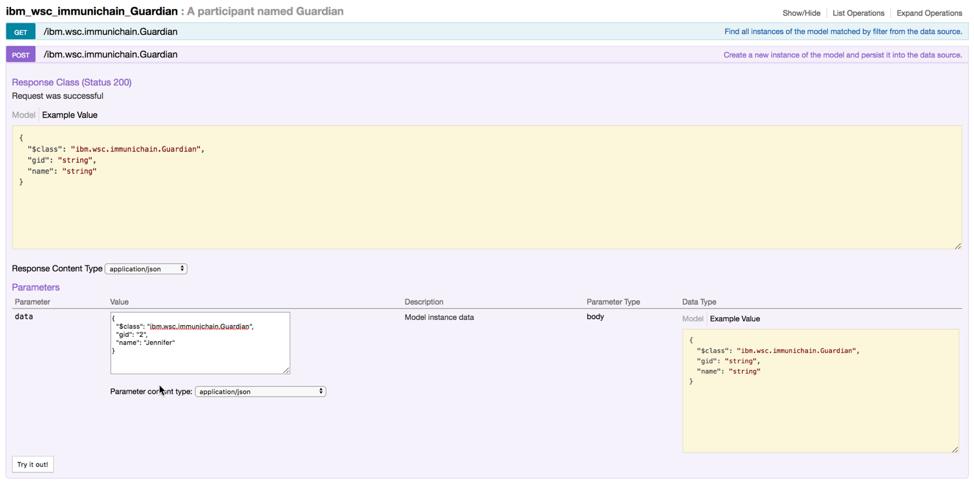 ibm_wsc_immunichain_Guardian : A participant named Guardian
Show/Hide List Operations Expand Operations
GET /ibm.wsc.immunichain.Guardian Find all instances of the model matched by filter from the data source.
POST /ibm.wsc.immunichain.Guardian Create a new instance of the model and persist it into the data source.
Response Class (Status 200)
Request was successful
Model Example Value
{
"$class": "ibm.wsc.immunichain.Guardian",
"gid": "string",
"name": "string"
}
Response Content Type application/json
Parameters
Parameter Value Description Parameter Type Data Type
data
{
"$class": "ibm.wsc.immunichain.Guardian",
"gid": "2",
"name": "Jennifer"
}
Parameter content type: application/json
Model instance data
body
Model Example Value
{
"$class": "ibm.wsc.immunichain.Guardian",
"gid": "string",
"name": "string"
}
Try it out!